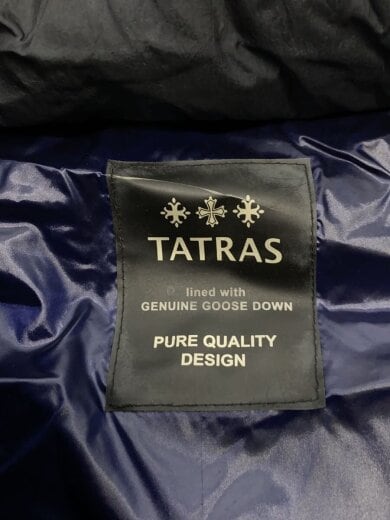 TATRAS
lined with
GENUINE GOOSE DOWN
PURE QUALITY
DESIGN